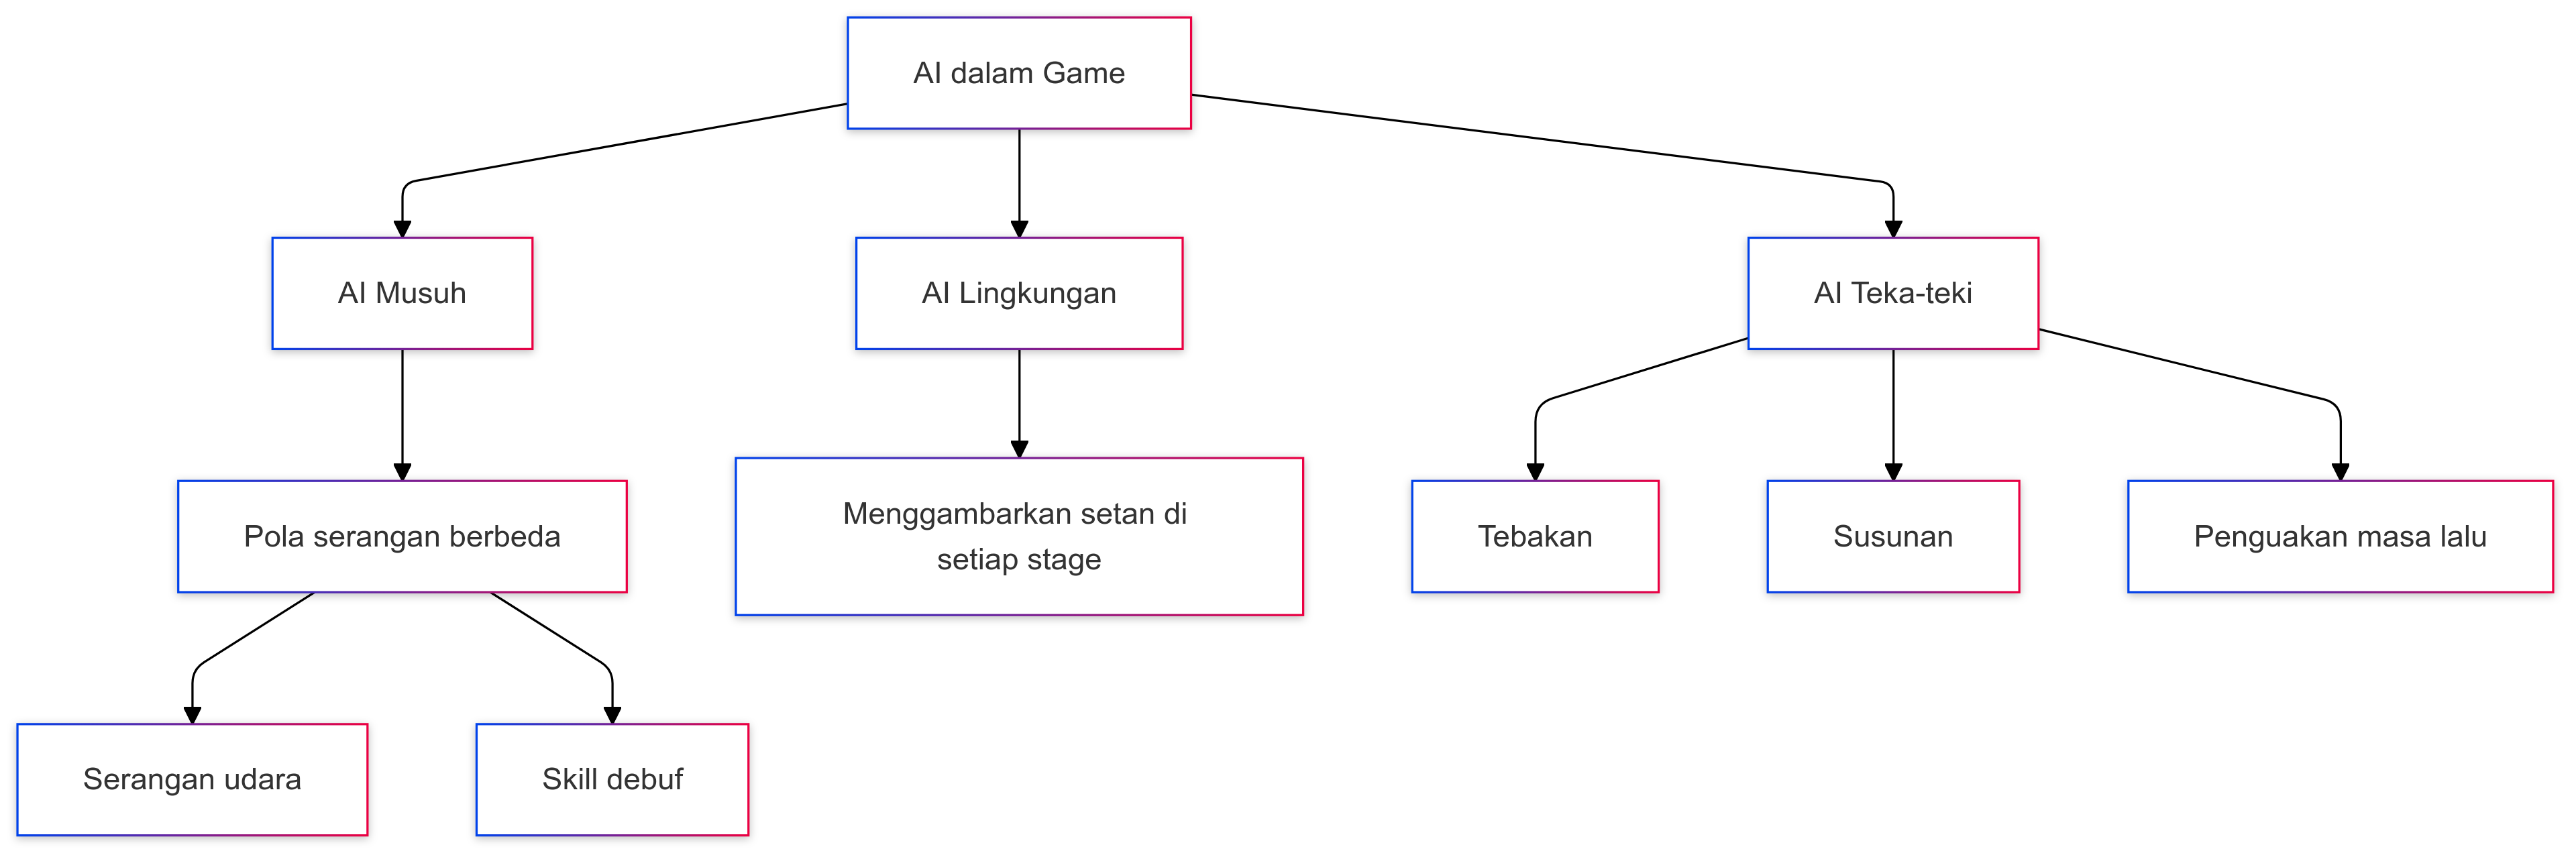 AI dalam Game
AI Musuh
AI Lingkungan
AI Teka-teki
Pola serangan berbeda
Menggambarkan setan di
setiap stage
Tebakan
Susunan
Penguakan masa lalu
Serangan udara
Skill debuf